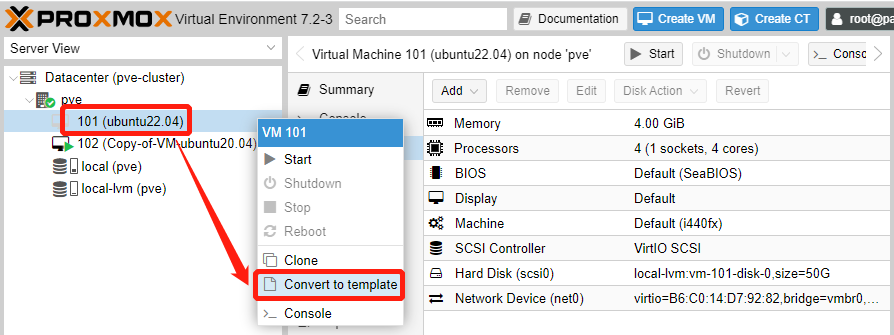 PROXMOX Virtual Environment 7.2-3 Search Documentation Create VM Create CT root@pa
Server View
Virtual Machine 101 (ubuntu22.04) on node 'pve' Start Shutdown Conso
Datacenter (pve-cluster)
pve
101 (ubuntu22.04)
102 (Copy-of-VM-ubuntu20.04)
local (pve)
local-lvm (pve)
VM 101
Start
Shutdown
Stop
Reboot
Clone
Convert to template
Console
Summary
Console
Add Remove Edit Disk Action Revert
Memory 4.00 GiB
Processors 4 (1 sockets, 4 cores)
BIOS Default (SeaBIOS)
Display Default
Machine Default (i440fx)
SCSI Controller VirtIO SCSI
Hard Disk (scsi0) local-lvm:vm-101-disk-0,size=50G
Network Device (net0) virtio=B6:C0:14:D7:92:82,bridge=vmbr0,...